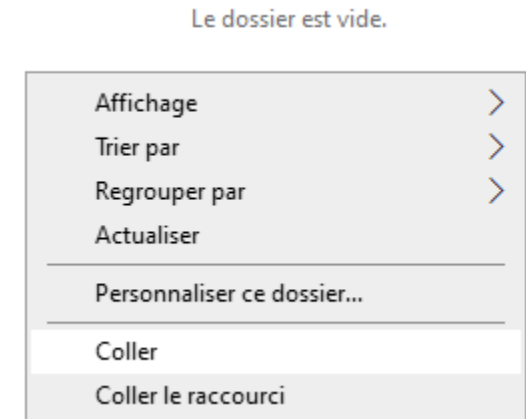 Le dossier est vide.
Affichage
Trier par
Regrouper par
Actualiser
Personnaliser ce dossier...
Coller
Coller le raccourci